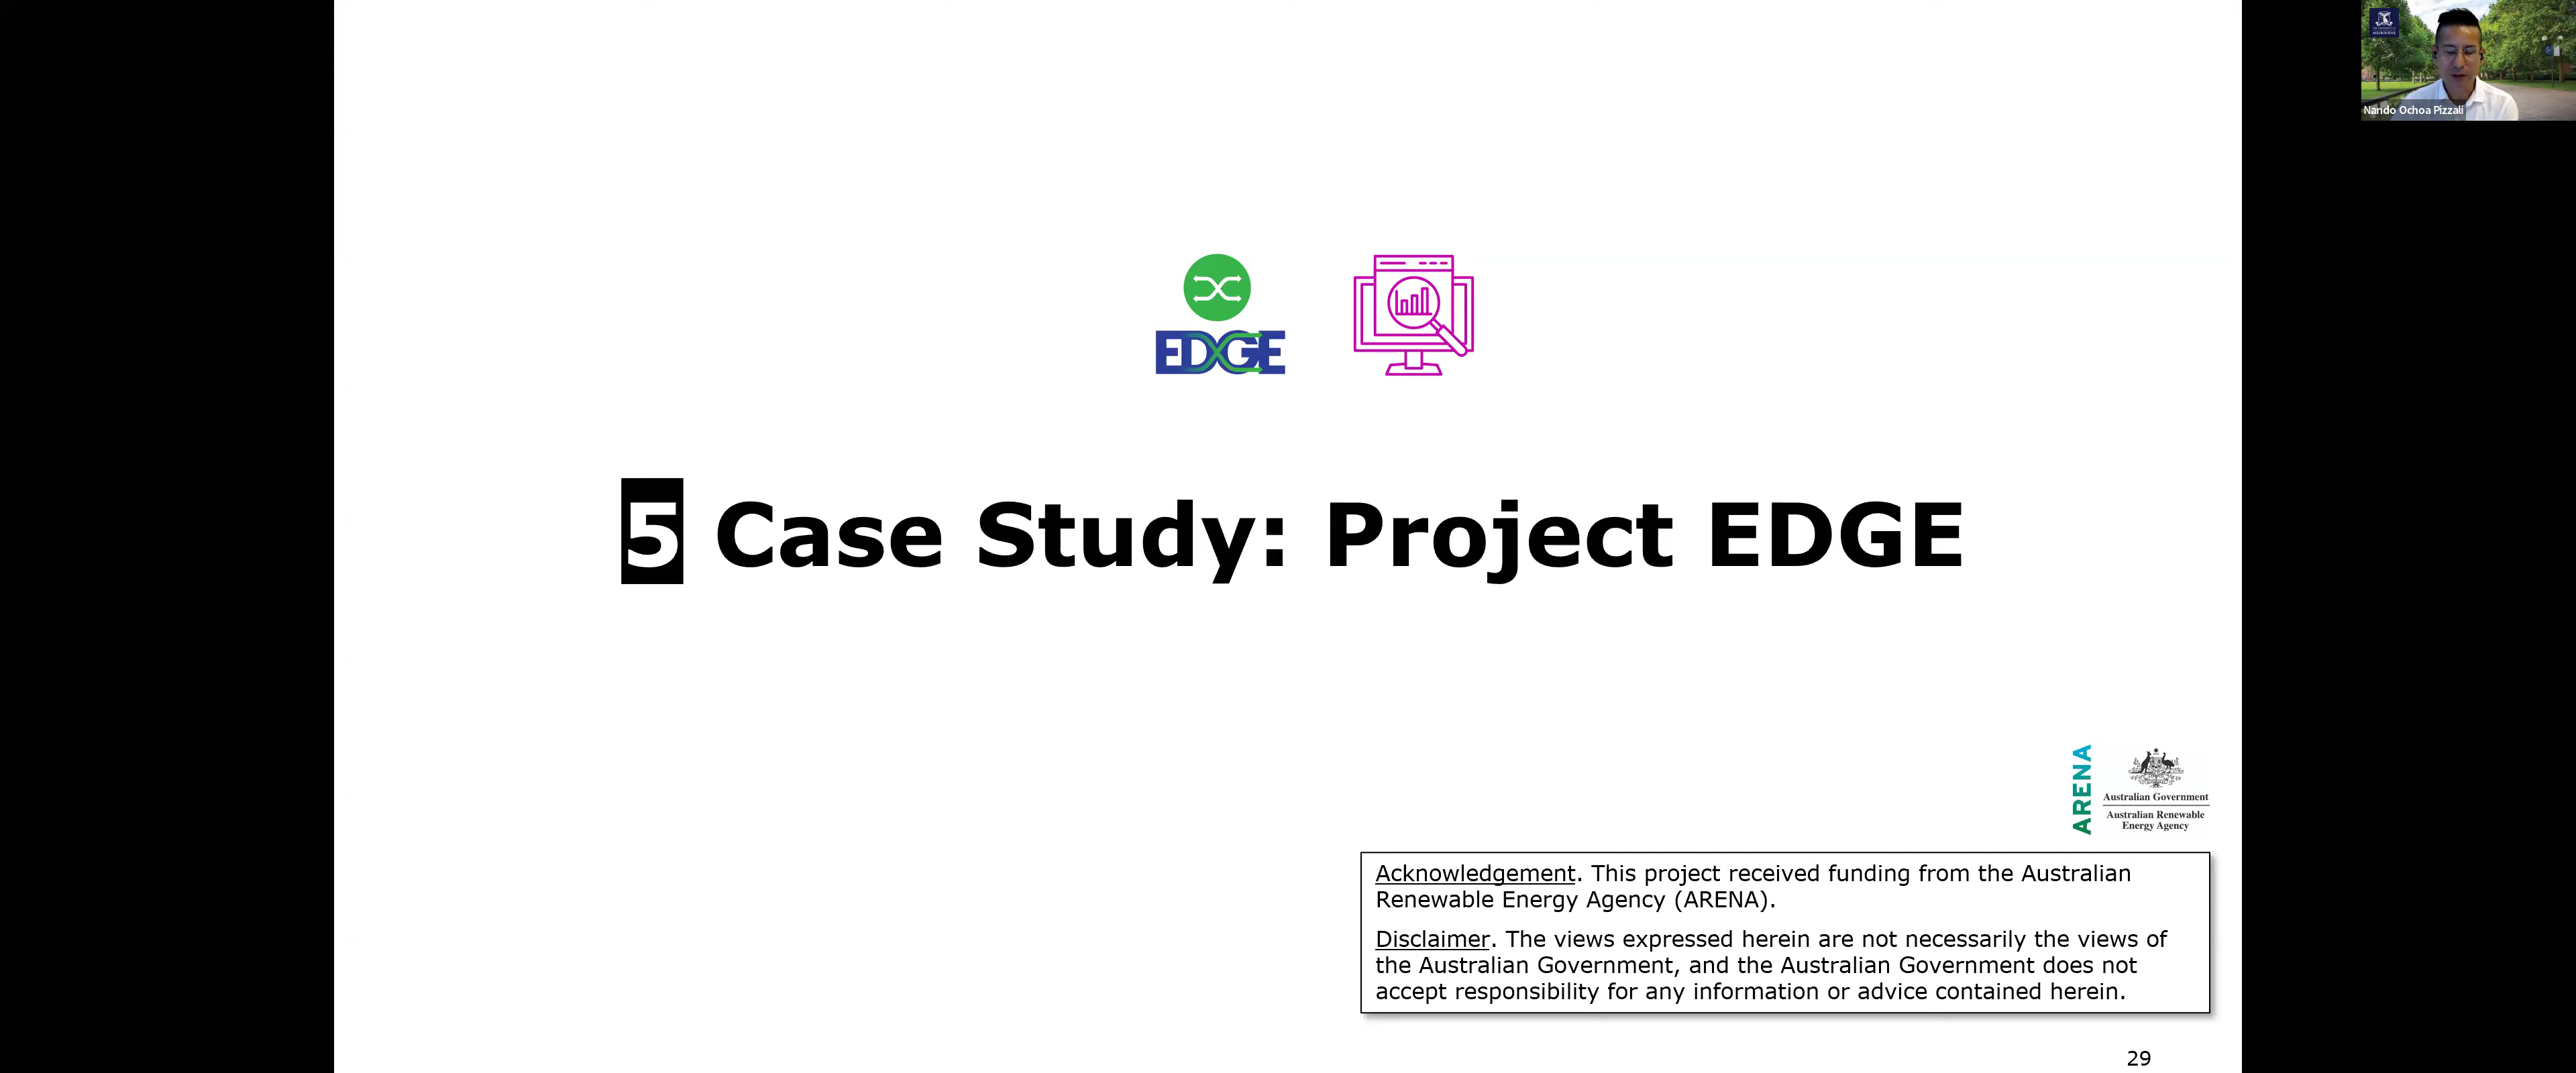 Nando Ochoa Pizzali
EDGE
5 Case Study: Project EDGE
ARENA
Australian Government
Australian Renewable
Energy Agency
Acknowledgement. This project received funding from the Australian
Renewable Energy Agency (ARENA).
Disclaimer. The views expressed herein are not necessarily the views of
the Australian Government, and the Australian Government does not
accept responsibility for any information or advice contained herein.
29